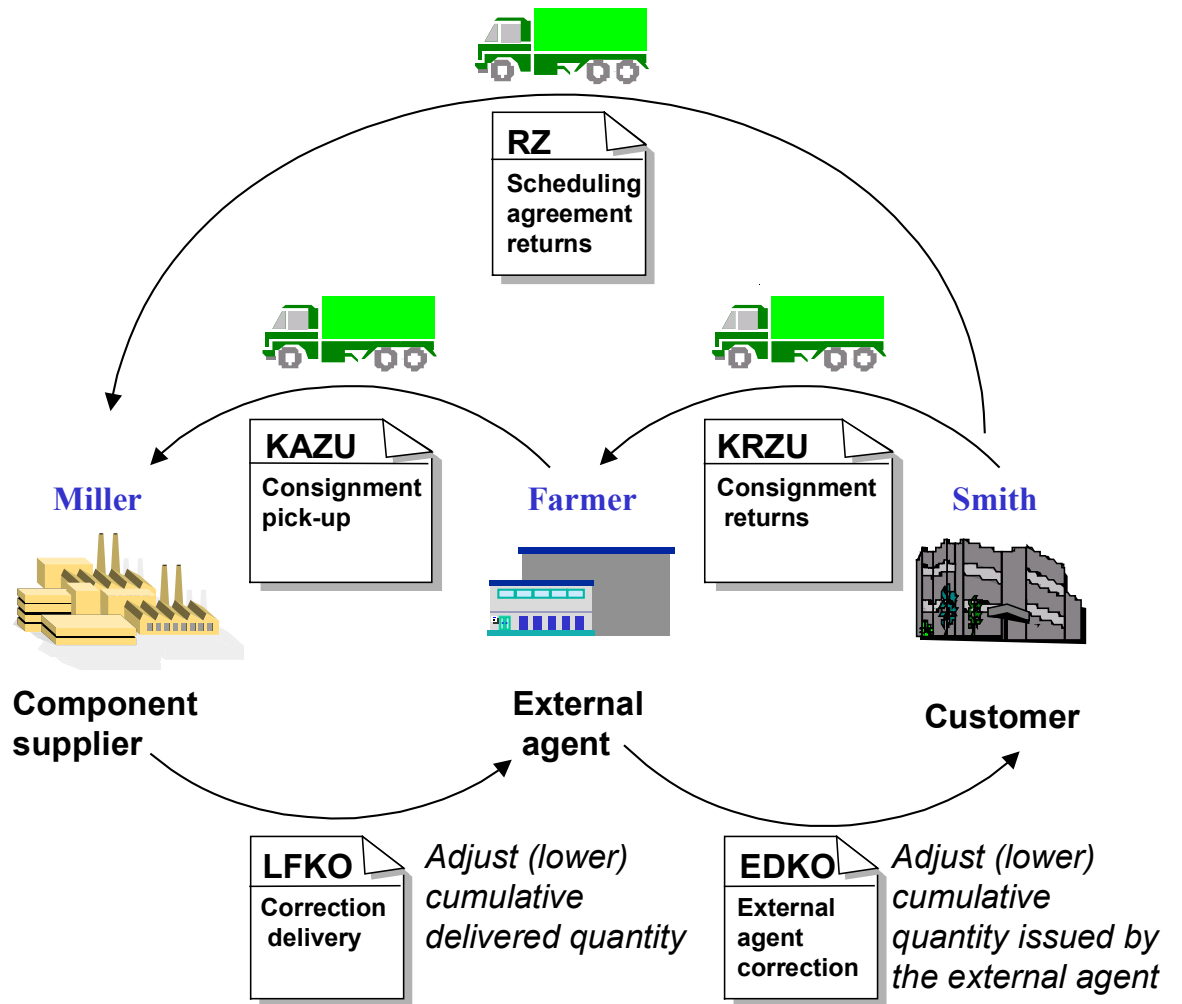 RZ
Scheduling
agreement
returns
KAZU
Consignment
pick-up
KRZU
Consignment
returns
Miller
Farmer
Smith
Component
supplier
External
agent
Customer
LFKO
Correction
delivery
Adjust (lower)
cumulative
delivered quantity
EDKO
External
agent
correction
Adjust (lower)
cumulative
quantity issued by
the external agent